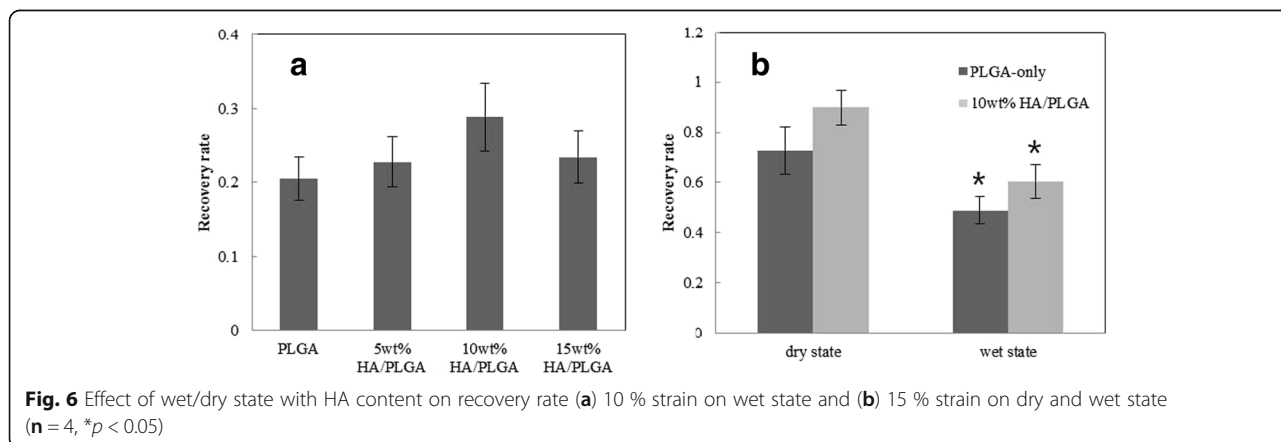 a
0.4
0.3
0.2
0.1
0
Recovery rate
PLGA
5wt%
HA/PLGA
10wt%
HA/PLGA
15wt%
HA/PLGA
b
1.2
1
0.8
0.6
0.4
0.2
0
Recovery rate
PLGA-only
10wt% HA/PLGA
*
*
dry state
wet state
Fig. 6 Effect of wet/dry state with HA content on recovery rate (a) 10 % strain on wet state and (b) 15 % strain on dry and wet state
(n = 4, *p < 0.05)